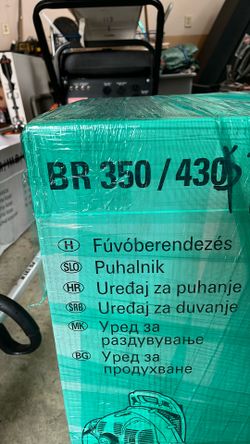 BR 350 / 430
H Fúvóberendezés
SLO Puhalnik
HR Uređaj za puhanje
SRB Uređaj za duvanje
MK Уред за
раздувување
BG Уред за
продухване